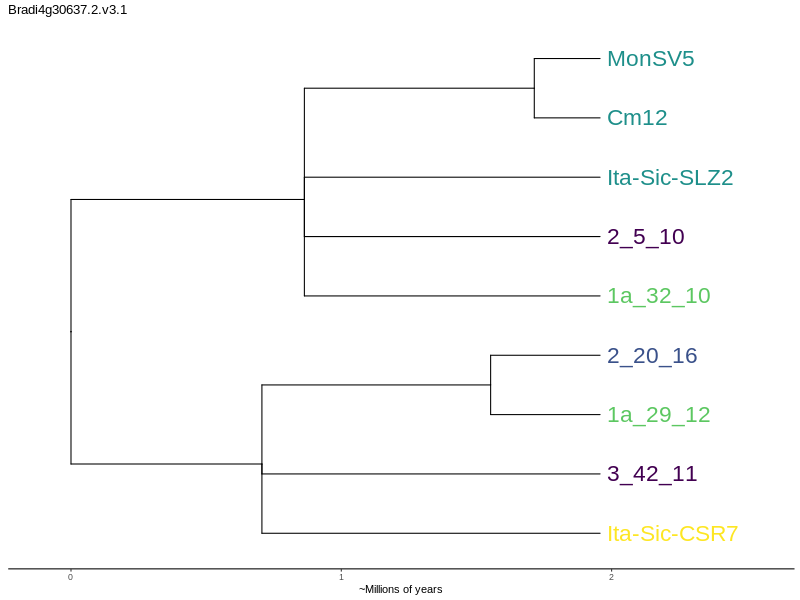 Bradi4g30637.2.v3.1
MonSV5
Cm12
Ita-Sic-SLZ2
2_5_10
1a_32_10
2_20_16
1a_29_12
3_42_11
Ita-Sic-CSR7
0 1 2
~Millions of years